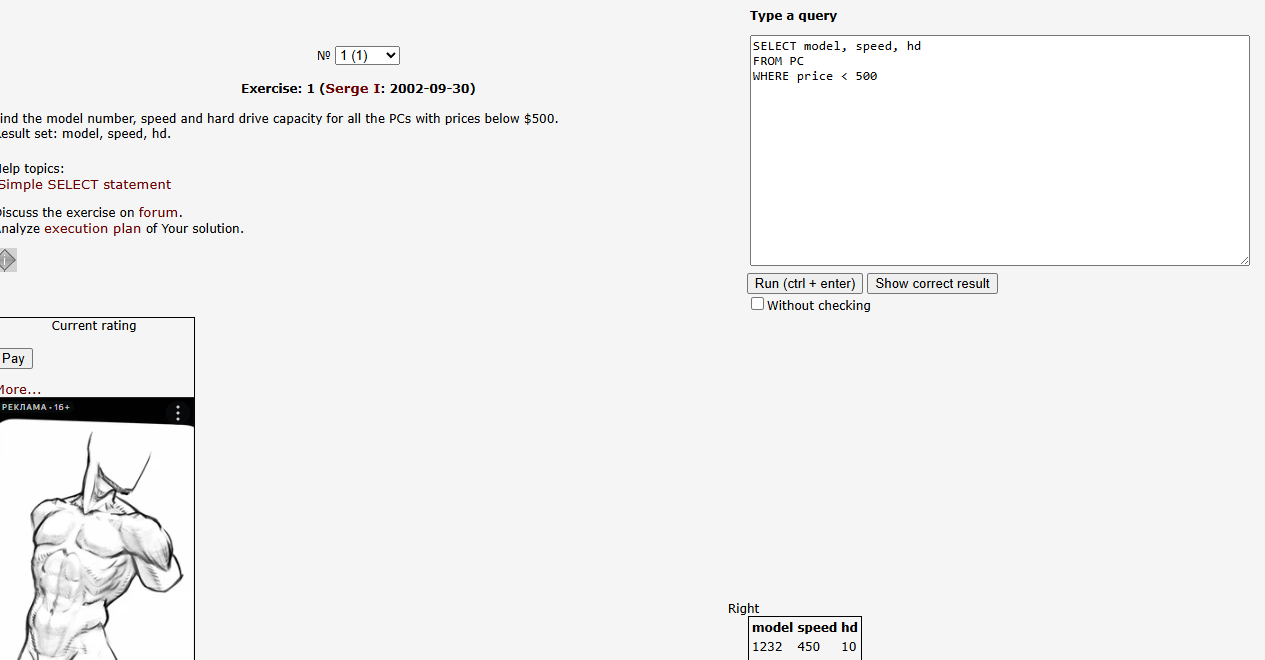 Type a query
SELECT model, speed, hd
FROM PC
WHERE price < 500
№ 1 (1)
Exercise: 1 (Serge I: 2002-09-30)
ind the model number, speed and hard drive capacity for all the PCs with prices below $500.
esult set: model, speed, hd.
elp topics:
Simple SELECT statement
iscuss the exercise on forum.
nalyze execution plan of Your solution.
Run (ctrl + enter) Show correct result
Without checking
Current rating
Pay
More...
РЕКЛАМА • 16+
Right
model speed hd
1232 450 10